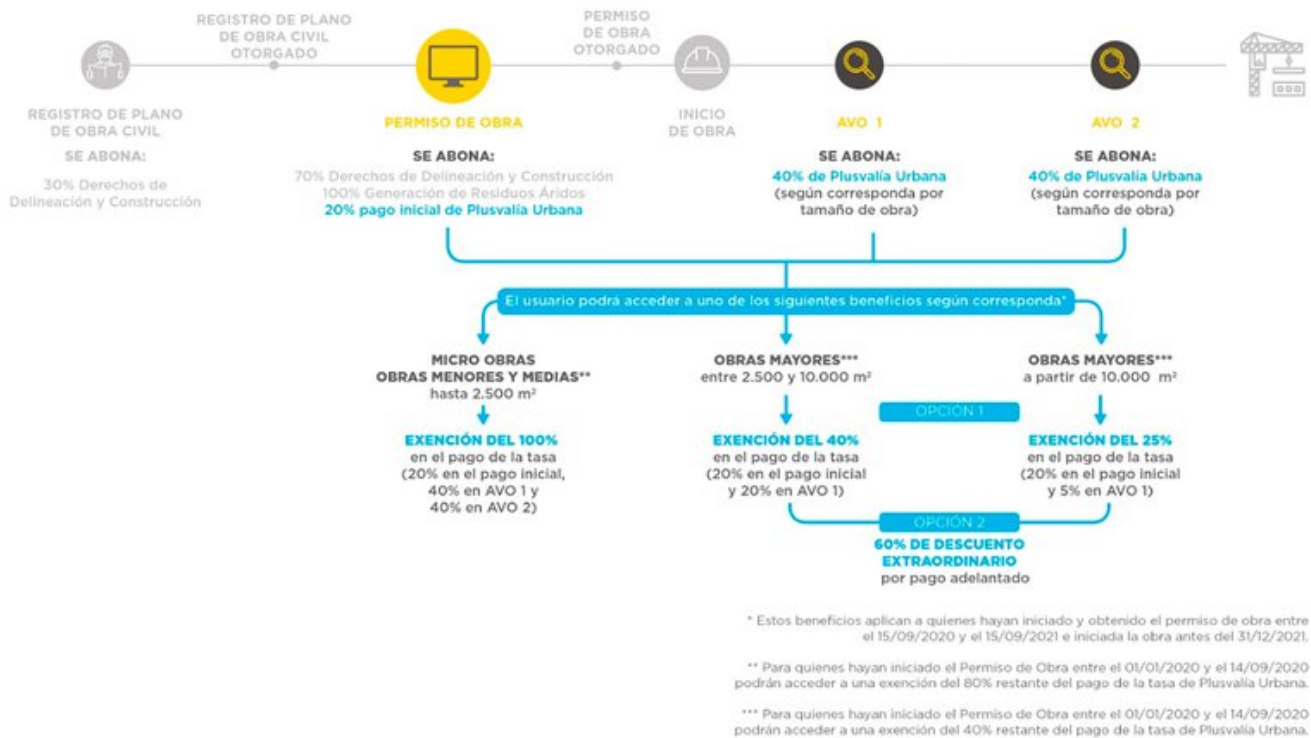 REGISTRO DE PLANO
DE OBRA CIVIL
OTORGADO
PERMISO
DE OBRA
OTORGADO
REGISTRO DE PLANO
DE OBRA CIVIL
SE ABONA:
30% Derechos de
Delineación y Construcción
PERMISO DE OBRA
SE ABONA:
70% Derechos de Delineación y Construcción
100% Generación de Residuos Áridos
20% pago inicial de Plusvalía Urbana
INICIO
DE OBRA
AVO 1
SE ABONA:
40% de Plusvalía Urbana
(según corresponda por
tamaño de obra)
AVO 2
SE ABONA:
40% de Plusvalía Urbana
(según corresponda por
tamaño de obra)
El usuario podrá acceder a uno de los siguientes beneficios según corresponda*
MICRO OBRAS
OBRAS MENORES Y MEDIAS**
hasta 2.500 m²
EXENCIÓN DEL 100%
en el pago de la tasa
(20% en el pago inicial,
40% en AVO 1 y
40% en AVO 2)
OBRAS MAYORES***
entre 2.500 y 10.000 m²
OBRAS MAYORES***
a partir de 10.000 m²
OPCIÓN 1
EXENCIÓN DEL 40%
en el pago de la tasa
(20% en el pago inicial
y 20% en AVO 1)
EXENCIÓN DEL 25%
en el pago de la tasa
(20% en el pago inicial
y 5% en AVO 1)
OPCIÓN 2
60% DE DESCUENTO
EXTRAORDINARIO
por pago adelantado
* Estos beneficios aplican a quienes hayan iniciado y obtenido el permiso de obra entre
el 15/09/2020 y el 15/09/2021 e iniciada la obra antes del 31/12/2021.
** Para quienes hayan iniciado el Permiso de Obra entre el 01/01/2020 y el 14/09/2020
podrán acceder a una exención del 80% restante del pago de la tasa de Plusvalía Urbana.
*** Para quienes hayan iniciado el Permiso de Obra entre el 01/01/2020 y el 14/09/2020
podrán acceder a una exención del 40% restante del pago de la tasa de Plusvalía Urbana.